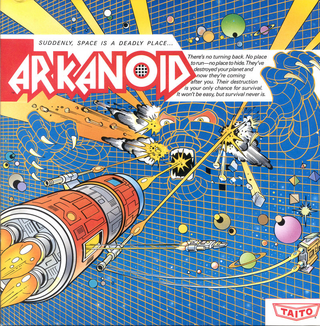 SUDDENLY, SPACE IS A DEADLY PLACE...
ARKANOID
There's no turning back. No place
to run—no place to hide. They've
destroyed your planet and
now they're coming
after you. Their destruction
is your only chance for survival.
It won't be easy, but survival never is.
TAITO